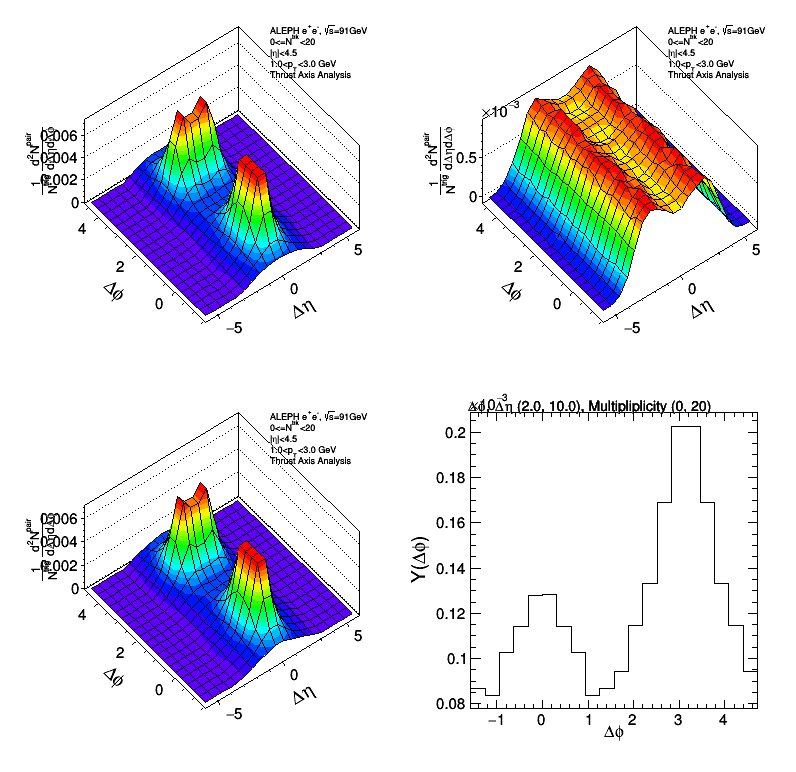 ALEPH e⁺e⁻, √s=91GeV
0<=N^trk<20
|η|<4.5
1.0<p_T<3.0 GeV
Thrust Axis Analysis
0.006
0.004
0.002
0
4
2
0
Δφ
−5
0
5
Δη
ALEPH e⁺e⁻, √s=91GeV
0<=N^trk<20
|η|<4.5
1.0<p_T<3.0 GeV
Thrust Axis Analysis
×10⁻³
1/N^trig d²N^pair/dΔηdΔφ
0.5
0
4
2
0
Δφ
−5
0
5
Δη
ALEPH e⁺e⁻, √s=91GeV
0<=N^trk<20
|η|<4.5
1.0<p_T<3.0 GeV
Thrust Axis Analysis
0.006
0.004
0.002
0
4
2
0
Δφ
−5
0
5
Δη
Δφ, Δη (2.0, 10.0), Multipliplicity (0, 20)
Y(Δφ)
0.2
0.18
0.16
0.14
0.12
0.1
0.08
−1 0 1 2 3 4
Δφ